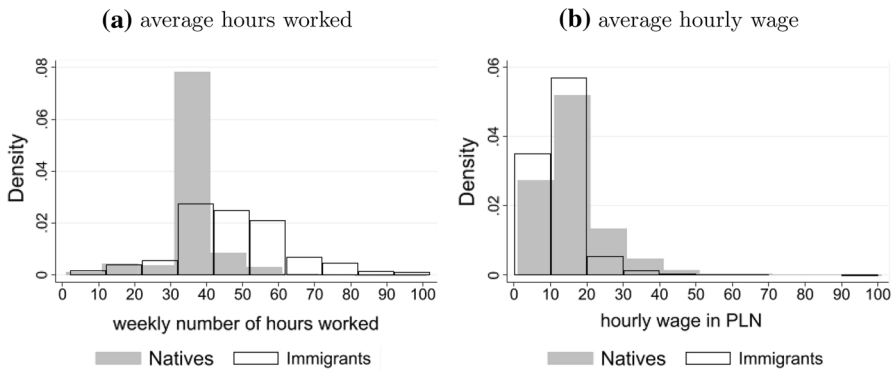 (a) average hours worked
Density
0 .02 .04 .06 .08
0 10 20 30 40 50 60 70 80 90 100
weekly number of hours worked
Natives Immigrants
(b) average hourly wage
Density
0 .02 .04 .06
0 10 20 30 40 50 60 70 80 90 100
hourly wage in PLN
Natives Immigrants